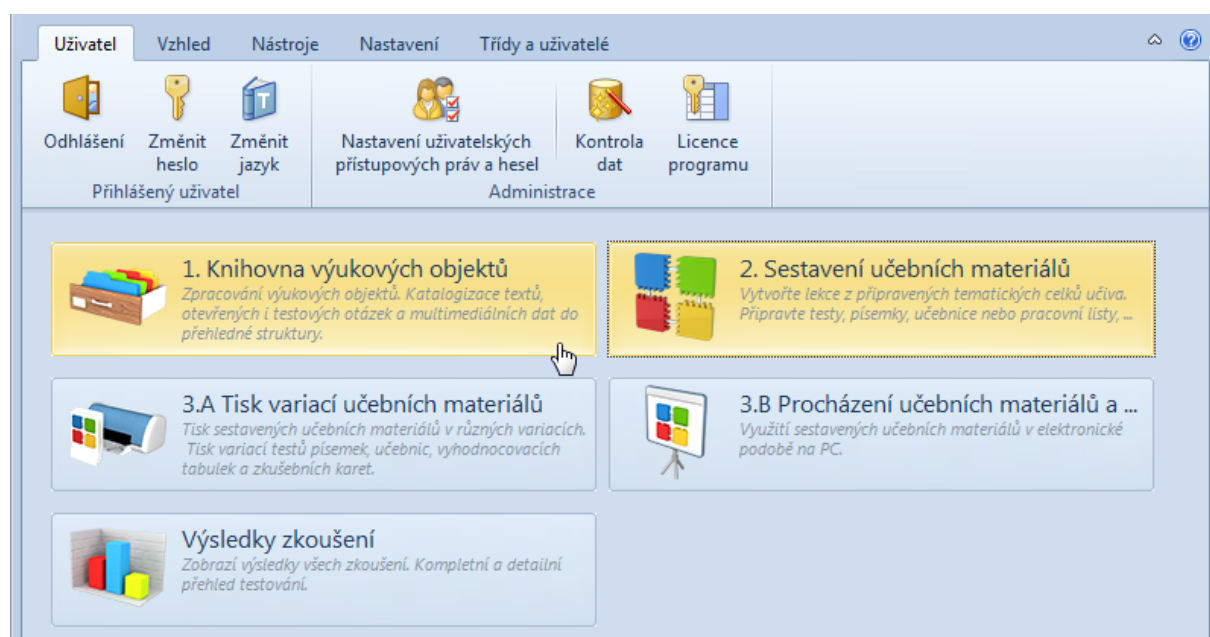 Uživatel Vzhled Nástroje Nastavení Třídy a uživatelé
Odhlášení
Změnit
heslo
Změnit
jazyk
Přihlášený uživatel
Nastavení uživatelských
přístupových práv a hesel
Kontrola
dat
Licence
programu
Administrace
1. Knihovna výukových objektů
Zpracování výukových objektů. Katalogizace textů,
otevřených i testových otázek a multimediálních dat do
přehledné struktury.
2. Sestavení učebních materiálů
Vytvořte lekce z připravených tematických celků učiva.
Připravte testy, písemky, učebnice nebo pracovní listy, ...
3.A Tisk variací učebních materiálů
Tisk sestavených učebních materiálů v různých variacích.
Tisk variací testů písemek, učebnic, vyhodnocovacích
tabulek a zkušebních karet.
3.B Procházení učebních materiálů a ...
Využití sestavených učebních materiálů v elektronické
podobě na PC.
Výsledky zkoušení
Zobrazí výsledky všech zkoušení. Kompletní a detailní
přehled testování.